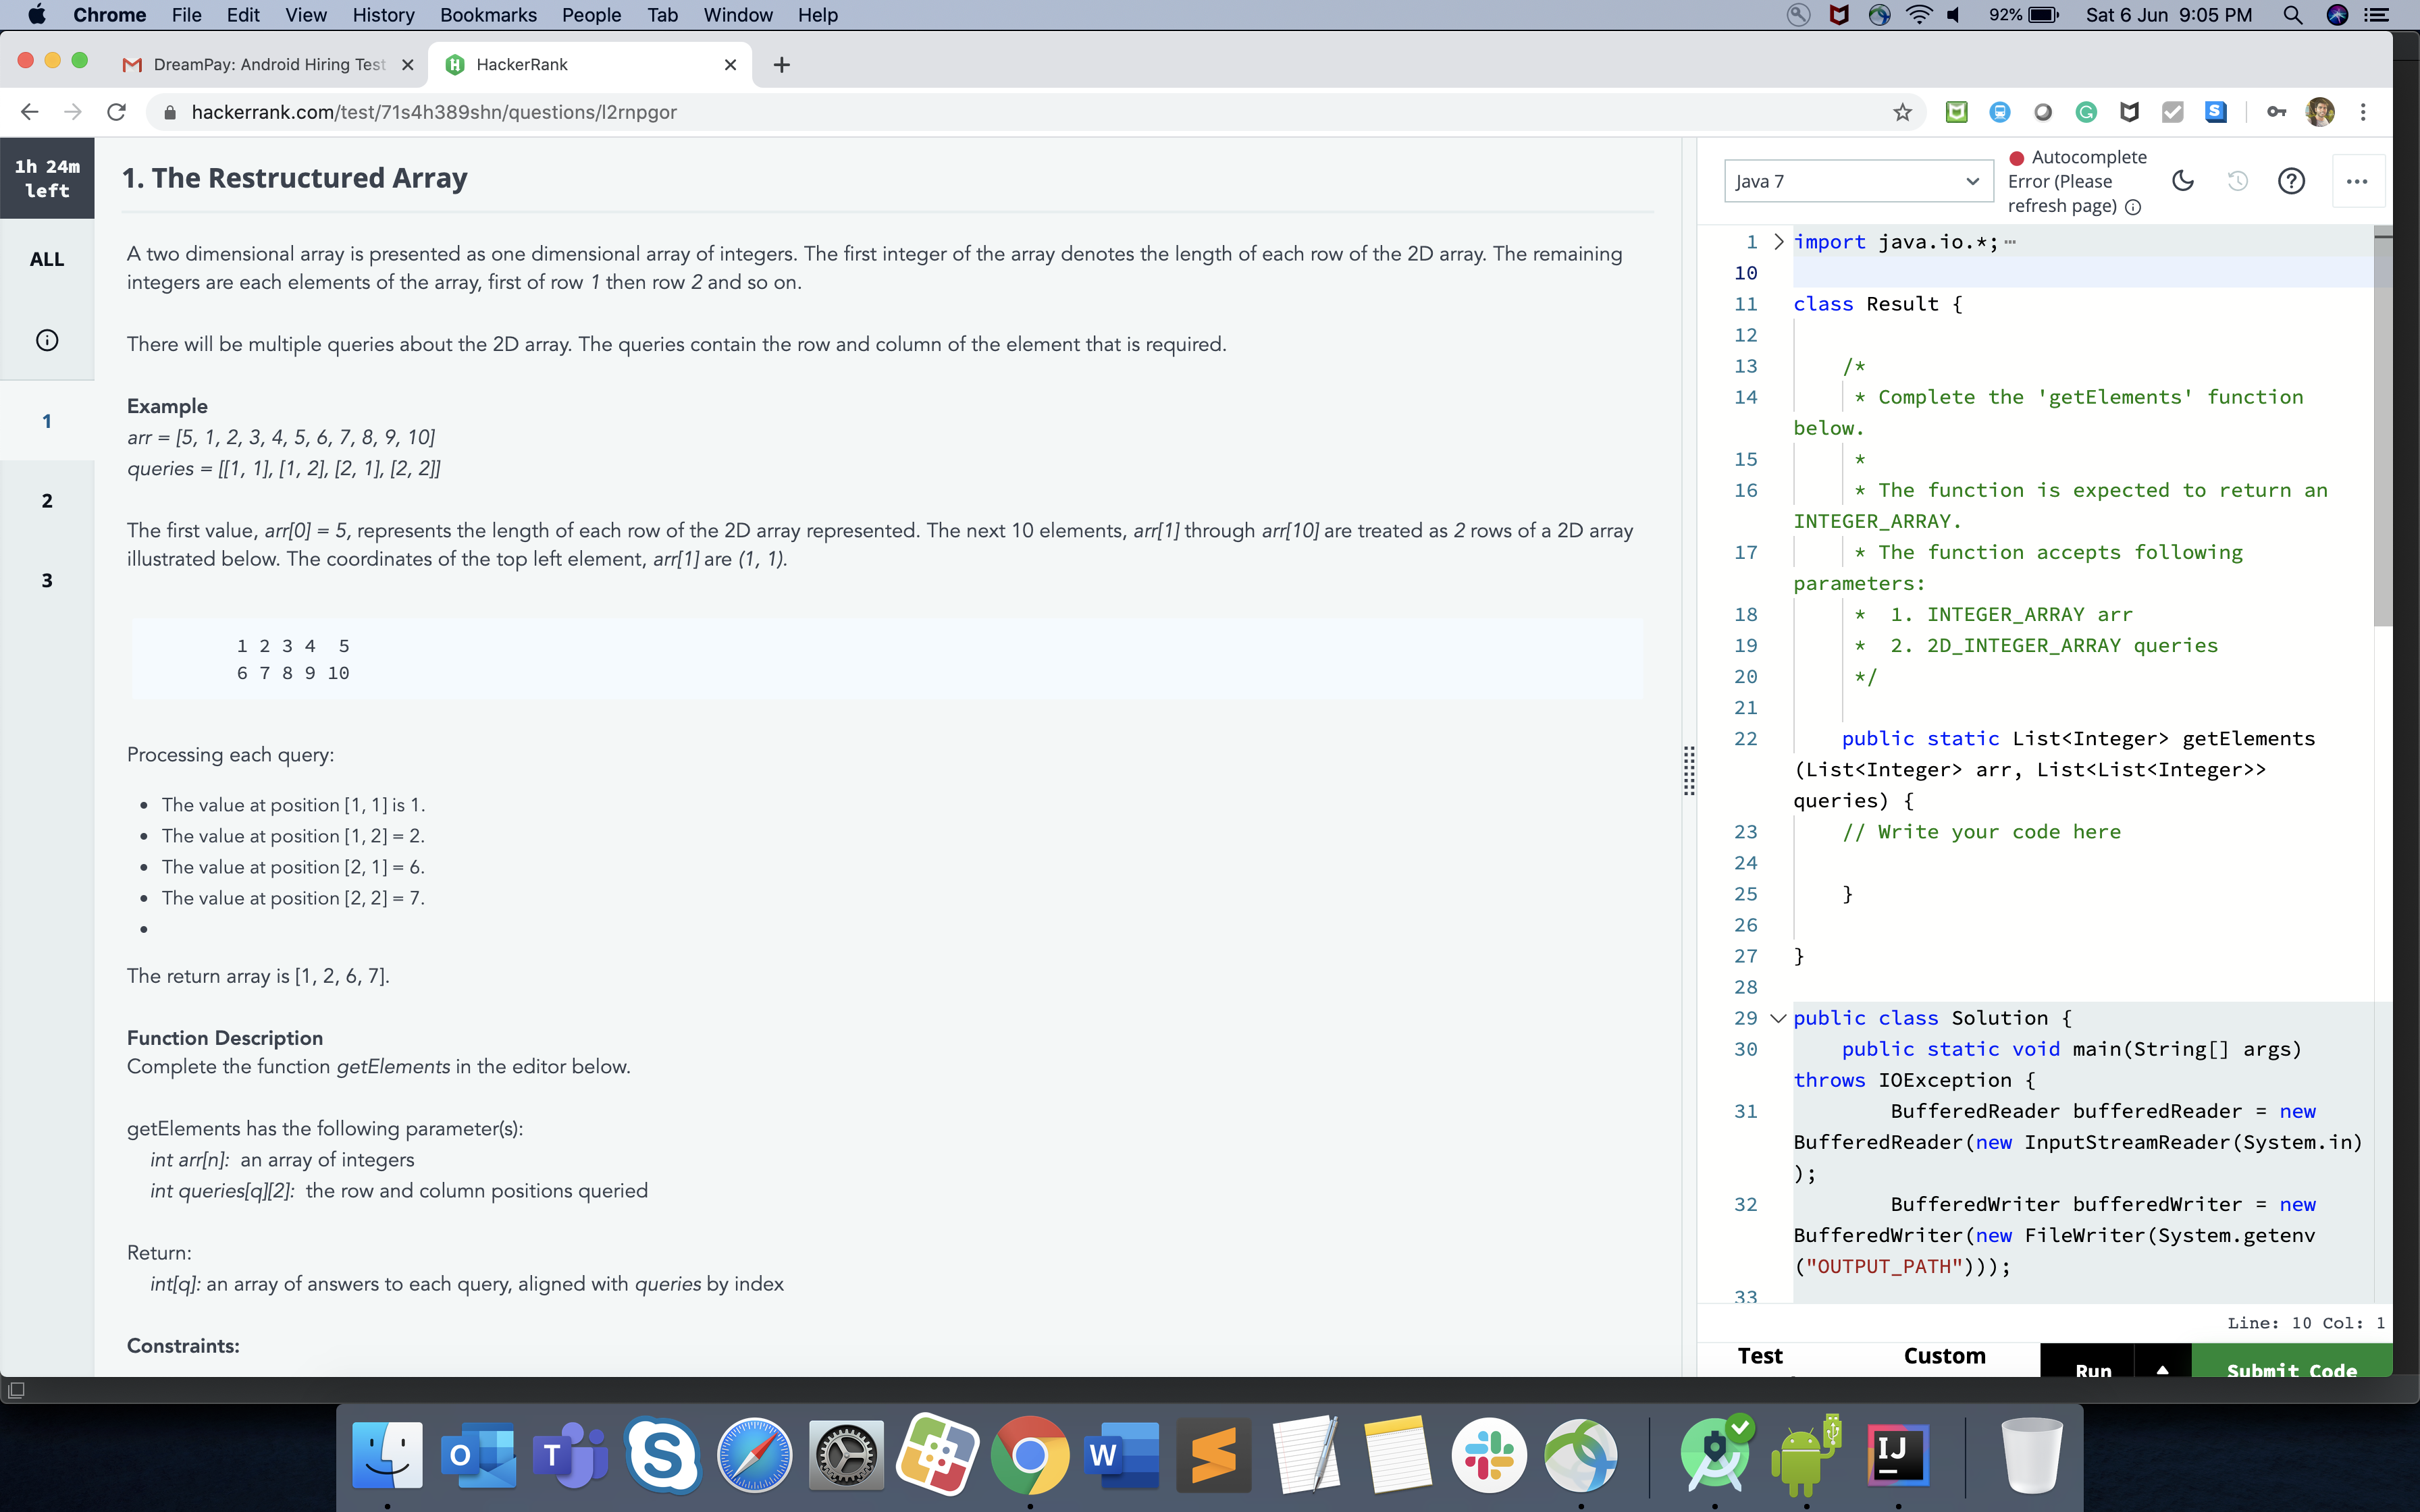 Chrome File Edit View History Bookmarks People Tab Window Help 92% Sat 6 Jun 9:05 PM
DreamPay: Android Hiring Test HackerRank
hackerrank.com/test/71s4h389shn/questions/l2rnpgor
1h 24m
left
ALL
1
2
3
1. The Restructured Array
A two dimensional array is presented as one dimensional array of integers. The first integer of the array denotes the length of each row of the 2D array. The remaining
integers are each elements of the array, first of row 1 then row 2 and so on.
There will be multiple queries about the 2D array. The queries contain the row and column of the element that is required.
Example
arr = [5, 1, 2, 3, 4, 5, 6, 7, 8, 9, 10]
queries = [[1, 1], [1, 2], [2, 1], [2, 2]]
The first value, arr[0] = 5, represents the length of each row of the 2D array represented. The next 10 elements, arr[1] through arr[10] are treated as 2 rows of a 2D array
illustrated below. The coordinates of the top left element, arr[1] are (1, 1).
1 2 3 4 5
6 7 8 9 10
Processing each query:
• The value at position [1, 1] is 1.
• The value at position [1, 2] = 2.
• The value at position [2, 1] = 6.
• The value at position [2, 2] = 7.
•
The return array is [1, 2, 6, 7].
Function Description
Complete the function getElements in the editor below.
getElements has the following parameter(s):
int arr[n]: an array of integers
int queries[q][2]: the row and column positions queried
Return:
int[q]: an array of answers to each query, aligned with queries by index
Constraints:
Java 7
Autocomplete
Error (Please
refresh page)
1 import java.io.*;
10
11 class Result {
12
13 /*
14 * Complete the 'getElements' function
below.
15 *
16 * The function is expected to return an
INTEGER_ARRAY.
17 * The function accepts following
parameters:
18 * 1. INTEGER_ARRAY arr
19 * 2. 2D_INTEGER_ARRAY queries
20 */
21
22 public static List<Integer> getElements
(List<Integer> arr, List<List<Integer>>
queries) {
23 // Write your code here
24
25 }
26
27 }
28
29 public class Solution {
30 public static void main(String[] args)
throws IOException {
31 BufferedReader bufferedReader = new
BufferedReader(new InputStreamReader(System.in)
);
32 BufferedWriter bufferedWriter = new
BufferedWriter(new FileWriter(System.getenv
("OUTPUT_PATH")));
33
Line: 10 Col: 1
Test Custom Run Submit Code